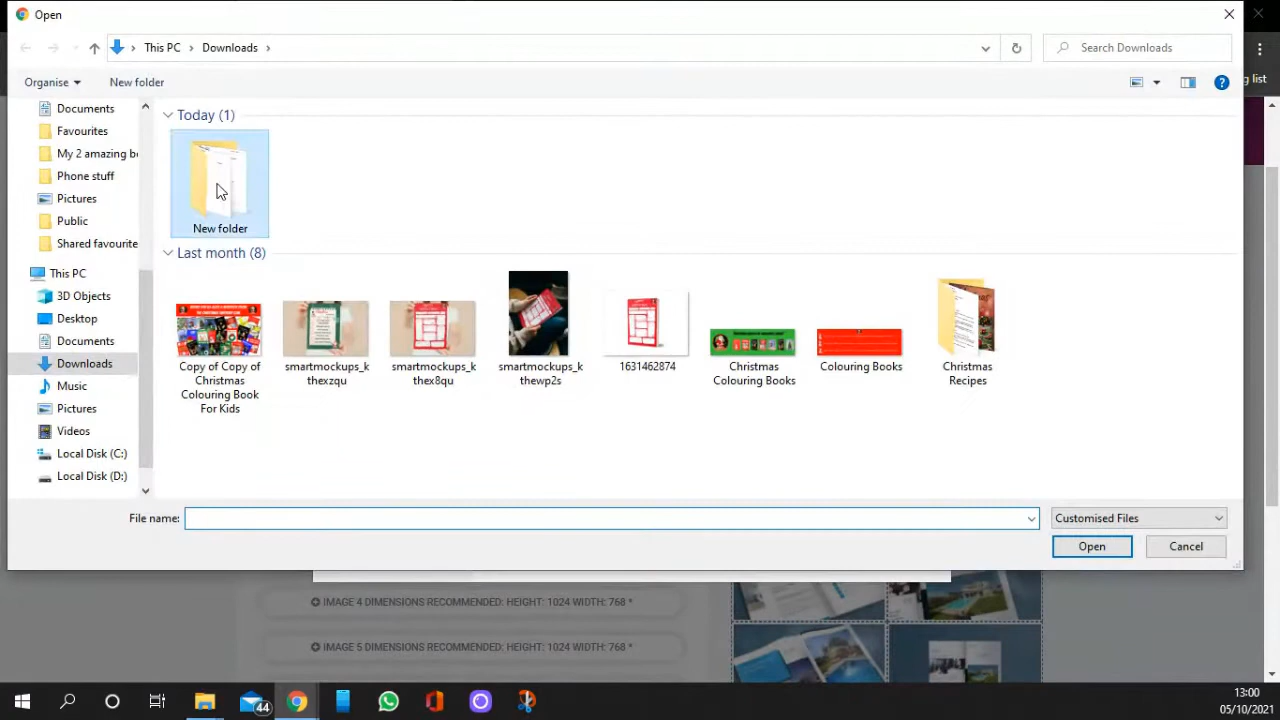 Open
This PC
Downloads
Search Downloads
Organise
New folder
g list
Documents
Favourites
My 2 amazing b
Phone stuff
Pictures
Public
Shared favourite
This PC
3D Objects
Desktop
Documents
Downloads
Music
Pictures
Videos
Local Disk (C:)
Local Disk (D:)
Today (1)
New folder
Last month (8)
Copy of Copy of
Christmas
Colouring Book
For Kids
smartmockups_k
thexzqu
smartmockups_k
thex8qu
smartmockups_k
thewp2s
1631462874
Christmas
Colouring Books
Colouring Books
Christmas
Recipes
File name:
Customised Files
Open
Cancel
IMAGE 4 DIMENSIONS RECOMMENDED: HEIGHT: 1024 WIDTH: 768 *
IMAGE 5 DIMENSIONS RECOMMENDED: HEIGHT: 1024 WIDTH: 768 *
44
13:00
05/10/2021